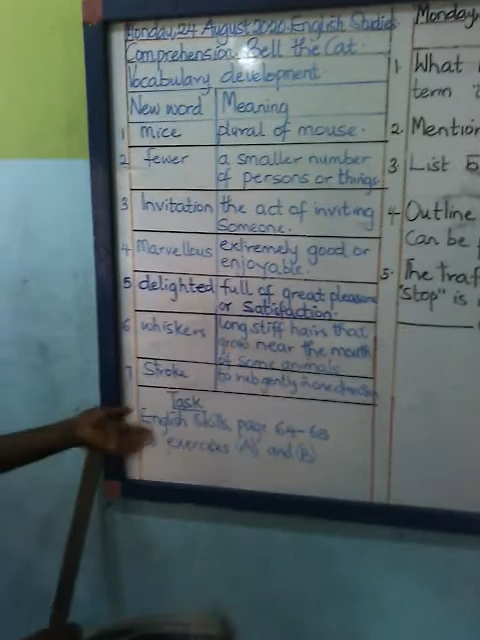 Monday, 24 August 2020 English Studies
Comprehension: Bell the Cat.
Vocabulary development
New word Meaning
1 mice plural of mouse.
2 fewer a smaller number
of persons or things.
3 Invitation the act of inviting
Someone.
4 Marvellous extremely good or
enjoyable.
5 delighted full of great pleasure
or Satisfaction.
6 whiskers long stiff hairs that
grow near the mouth
of some animals
7 Stroke to rub gently in one direction
Task
English Skills, page 64-
exercises (A) and (B)
Monday,
1. What
term
2. Mention
3. List
4. Outline
Can be
5. The
"Stop" is